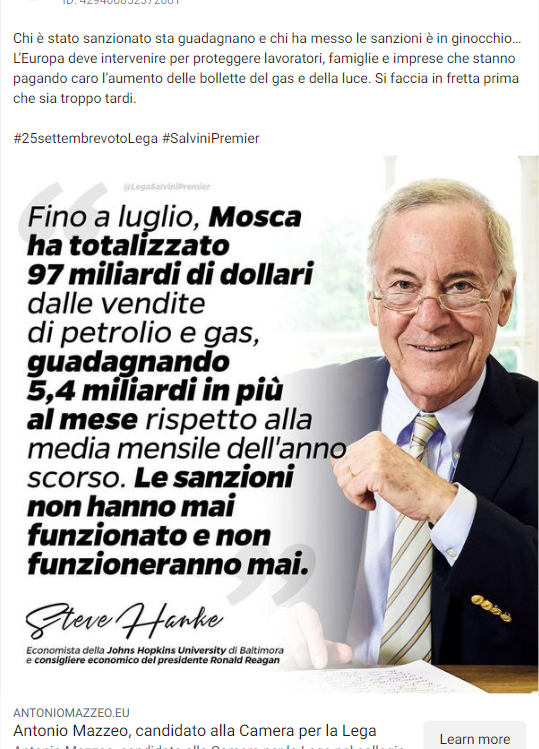 Chi è stato sanzionato sta guadagnano e chi ha messo le sanzioni è in ginocchio...
L'Europa deve intervenire per proteggere lavoratori, famiglie e imprese che stanno
pagando caro l'aumento delle bollette del gas e della luce. Si faccia in fretta prima
che sia troppo tardi.
#25settembrevotoLega #SalviniPremier
@LegaSalviniPremier
Fino a luglio, Mosca
ha totalizzato
97 miliardi di dollari
dalle vendite
di petrolio e gas,
guadagnando
5,4 miliardi in più
al mese rispetto alla
media mensile dell'anno
scorso. Le sanzioni
non hanno mai
funzionato e non
funzioneranno mai.
Steve Hanke
Economista della Johns Hopkins University di Baltimora
e consigliere economico del presidente Ronald Reagan
ANTONIOMAZZEO.EU
Antonio Mazzeo, candidato alla Camera per la Lega
Learn more